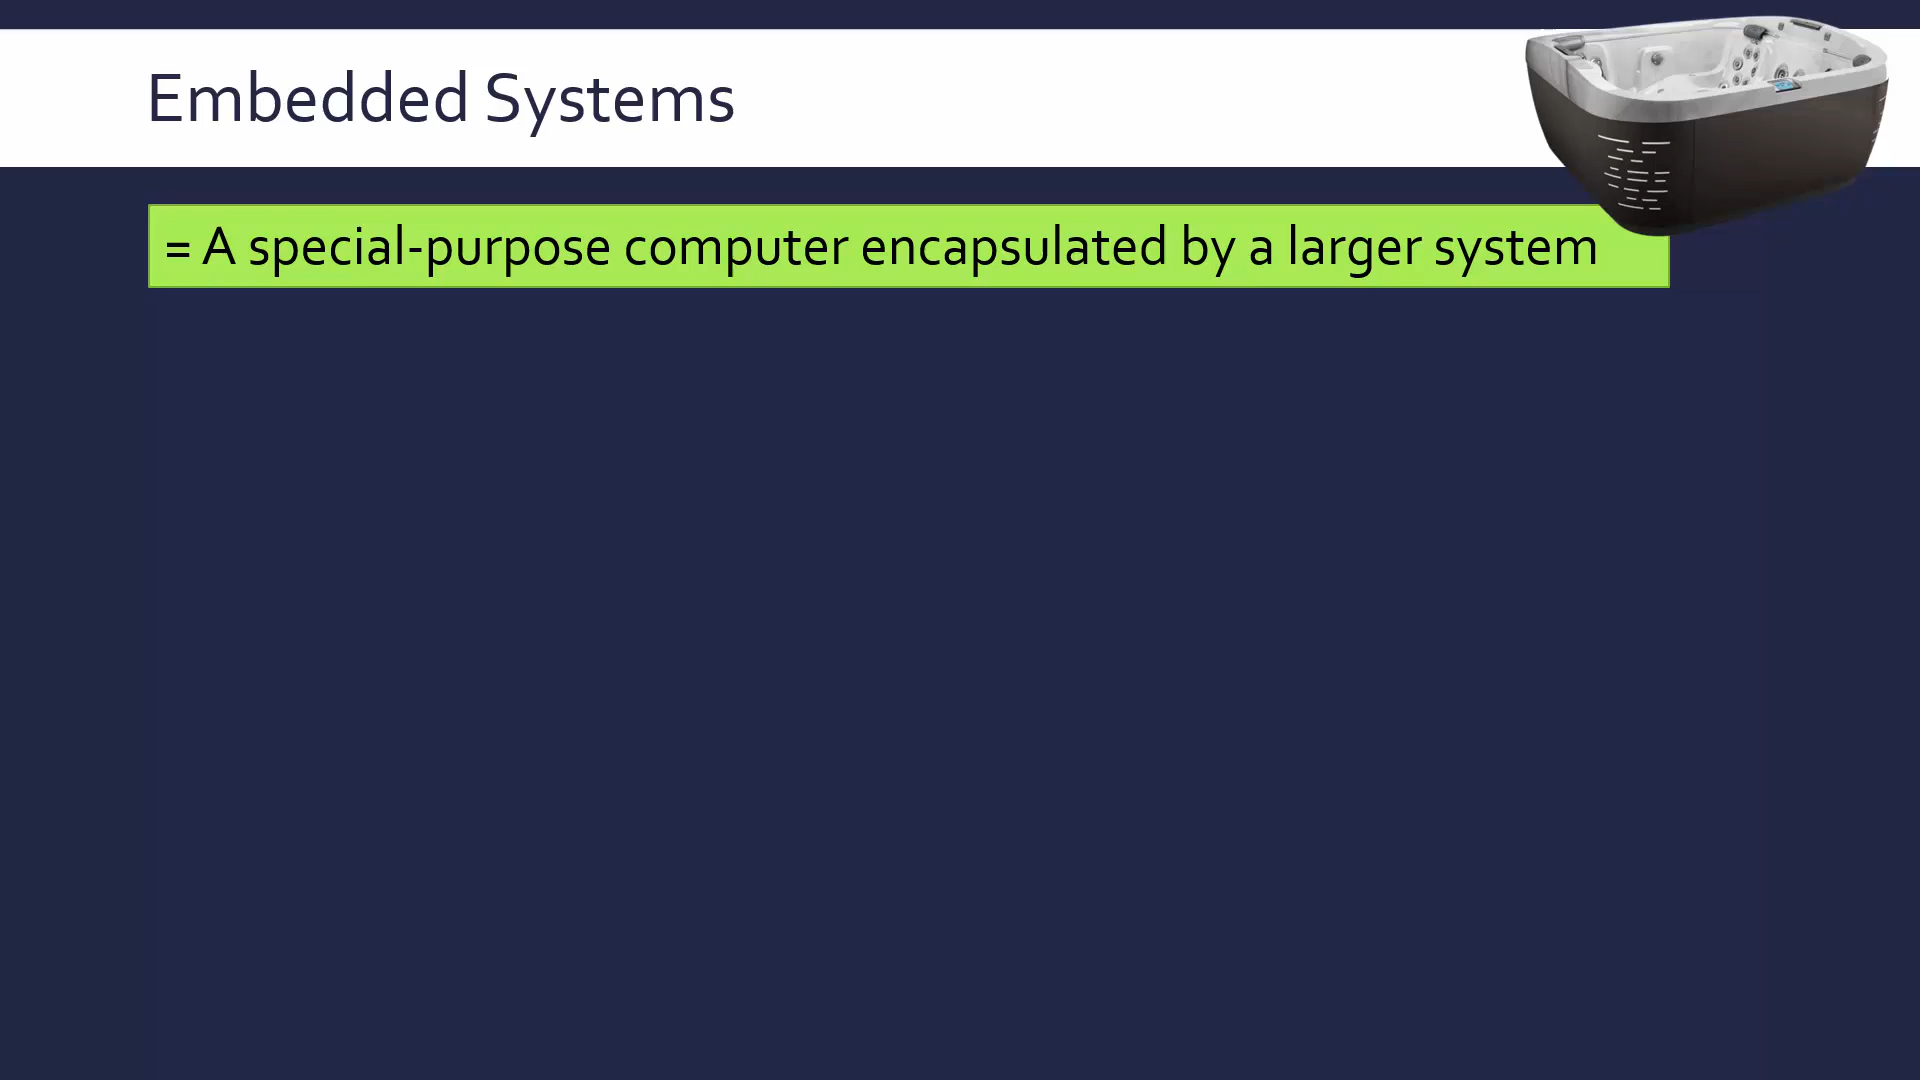 Embedded Systems
= A special-purpose computer encapsulated by a larger system